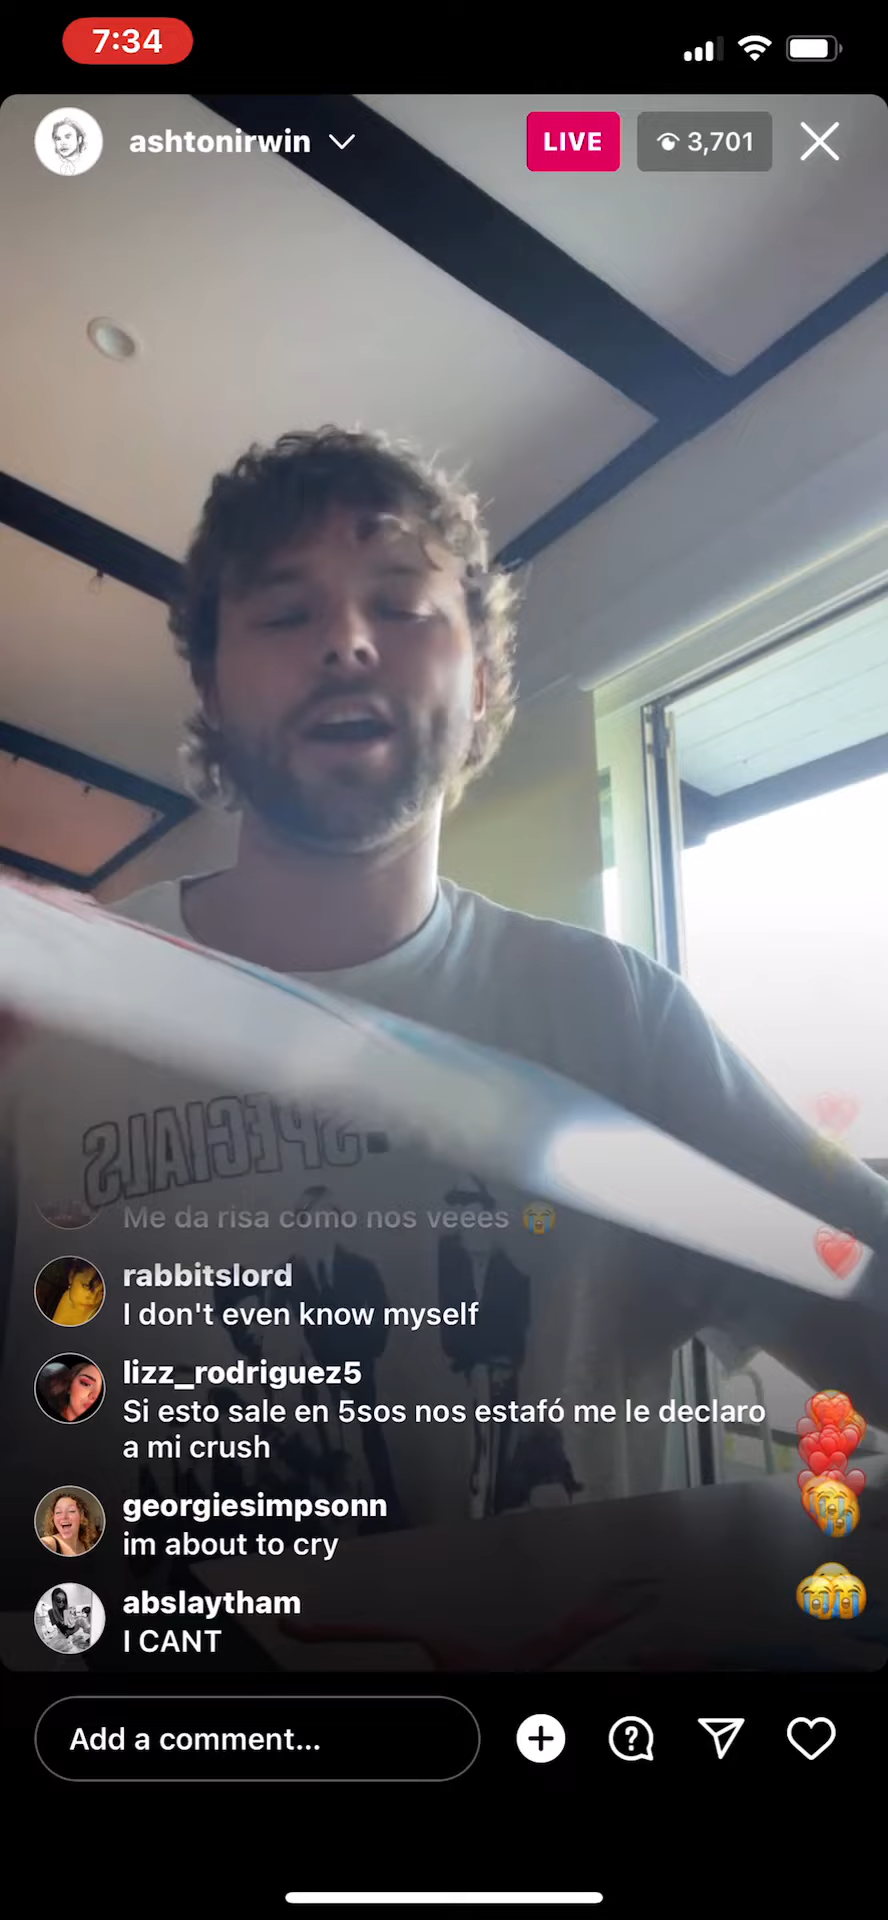 7:34
ashtonirwin
LIVE
3,701
SPECIALS
Me da risa como nos veees 😭
rabbitslord
I don't even know myself
lizz_rodriguez5
Si esto sale en 5sos nos estafó me le declaro
a mi crush
georgiesimpsonn
im about to cry
abslaytham
I CANT
Add a comment...